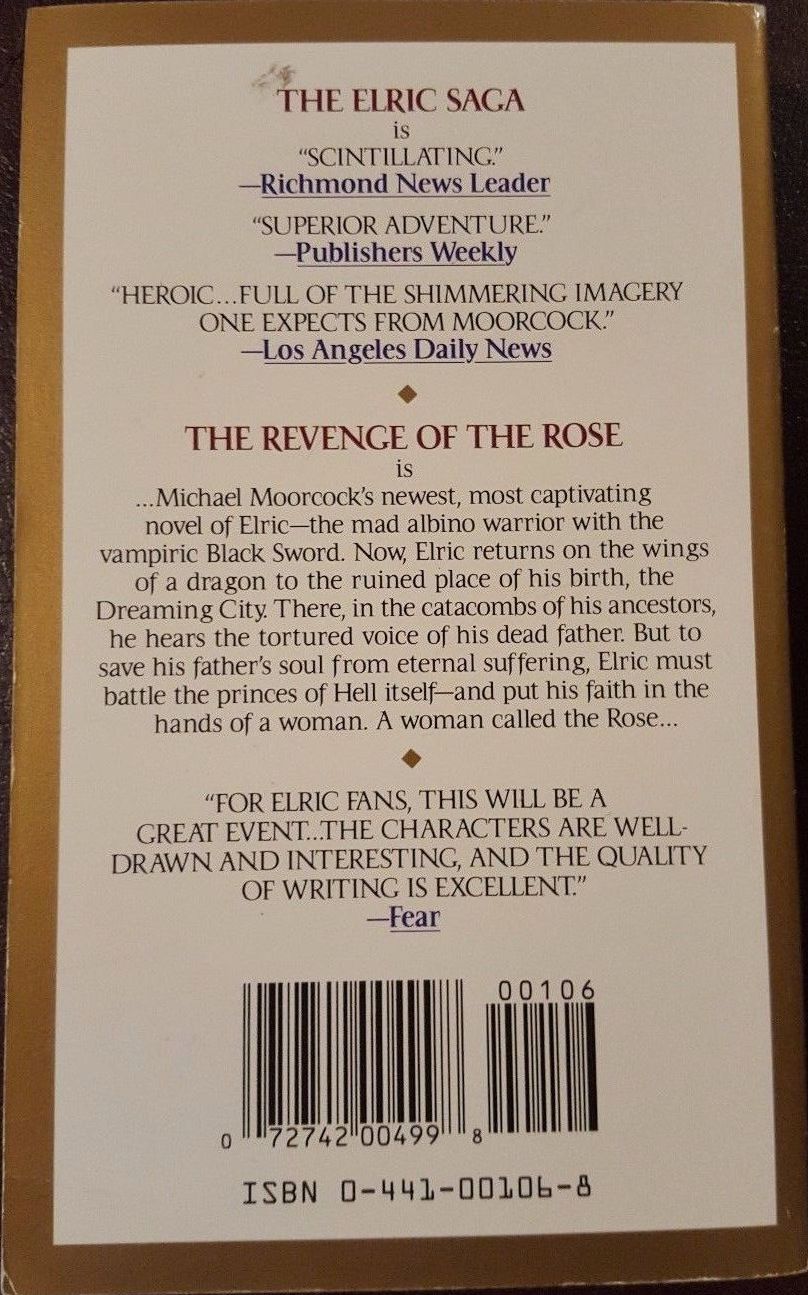 THE ELRIC SAGA
is
"SCINTILLATING."
—Richmond News Leader
"SUPERIOR ADVENTURE."
—Publishers Weekly
"HEROIC...FULL OF THE SHIMMERING IMAGERY
ONE EXPECTS FROM MOORCOCK."
—Los Angeles Daily News
THE REVENGE OF THE ROSE
is
...Michael Moorcock's newest, most captivating
novel of Elric—the mad albino warrior with the
vampiric Black Sword. Now, Elric returns on the wings
of a dragon to the ruined place of his birth, the
Dreaming City. There, in the catacombs of his ancestors,
he hears the tortured voice of his dead father. But to
save his father's soul from eternal suffering, Elric must
battle the princes of Hell itself—and put his faith in the
hands of a woman. A woman called the Rose...
"FOR ELRIC FANS, THIS WILL BE A
GREAT EVENT...THE CHARACTERS ARE WELL-
DRAWN AND INTERESTING, AND THE QUALITY
OF WRITING IS EXCELLENT."
—Fear
00106
0 72742 00499 8
ISBN 0-441-00106-8